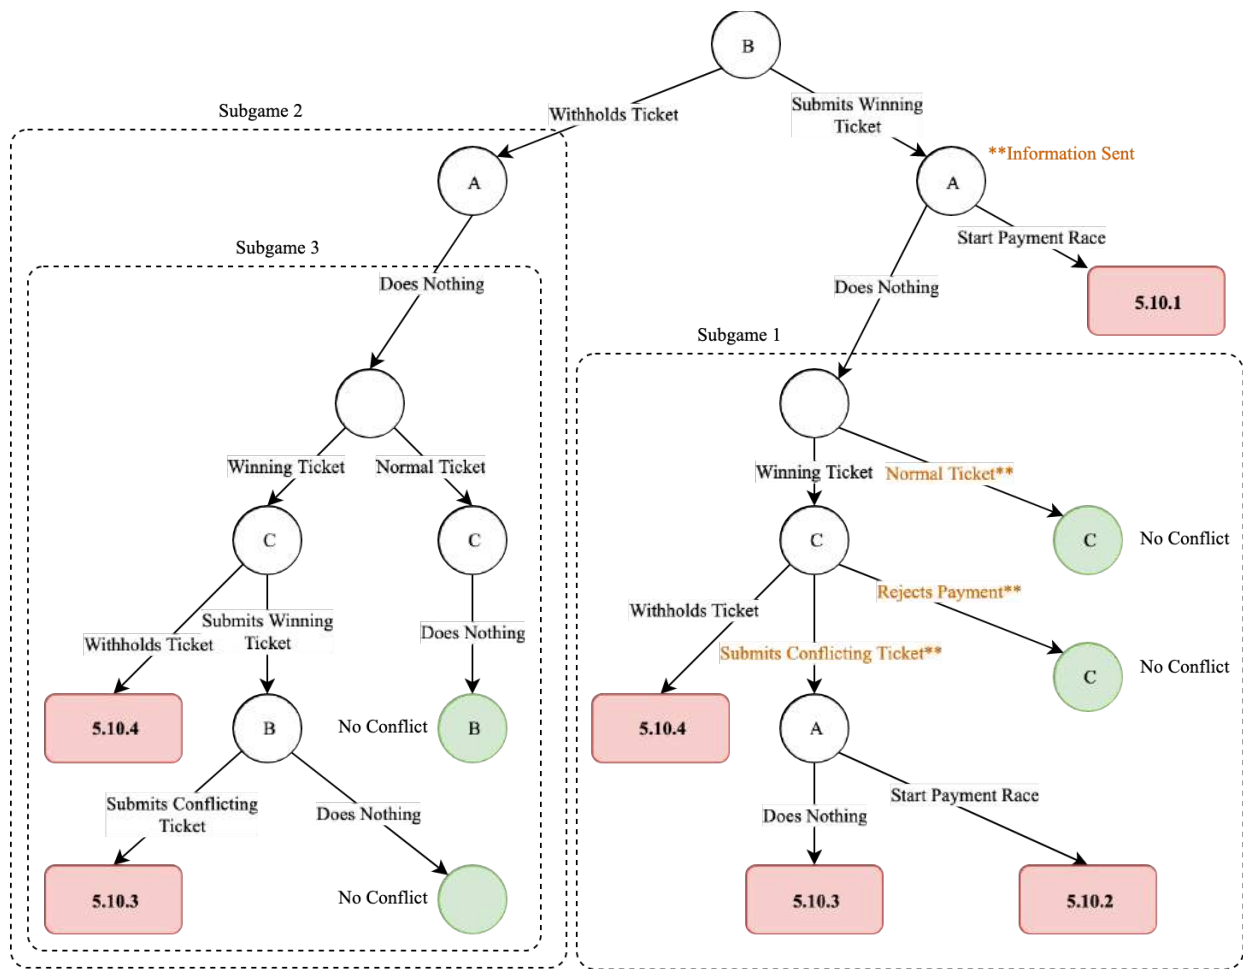 B
Submits Winning
Ticket
Withholds Ticket
Subgame 2
**Information Sent
A
A
Start Payment Race
Subgame 3
Does Nothing
Does Nothing
5.10.1
Subgame 1
Winning Ticket
Normal Ticket
Winning Ticket
Normal Ticket**
C
C
C
C
No Conflict
Rejects Payment**
Withholds Ticket
Submits Winning
Ticket
Withholds Ticket
Does Nothing
Submits Conflicting Ticket**
C
No Conflict
5.10.4
B
No Conflict
B
5.10.4
A
Submits Conflicting
Ticket
Does Nothing
Does Nothing
Start Payment Race
5.10.3
No Conflict
5.10.3
5.10.2